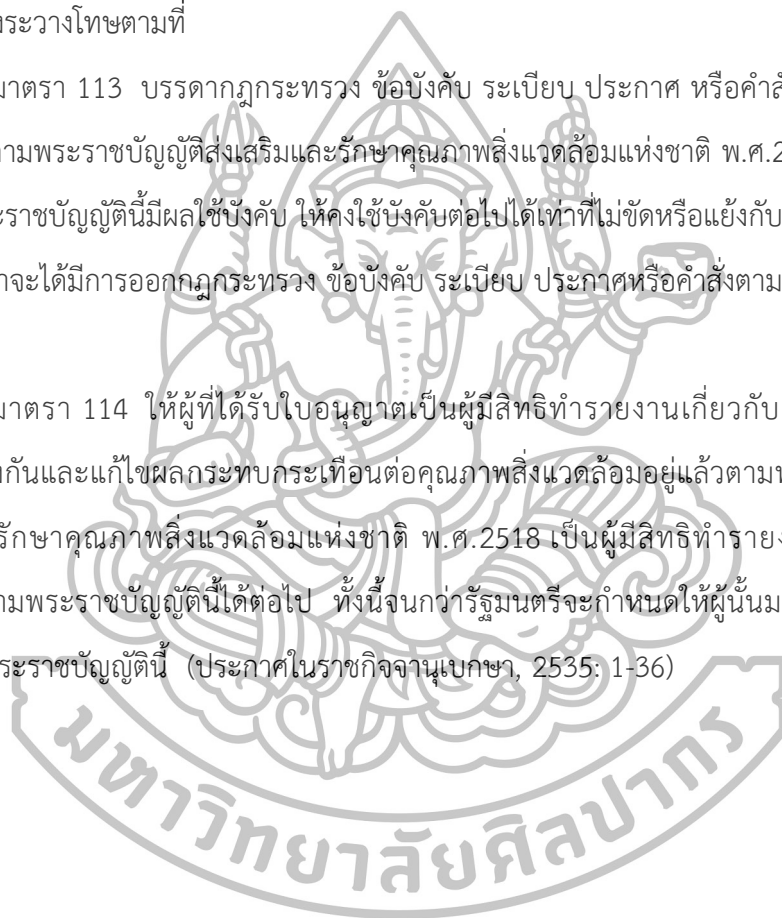 งระวางโทษตามที่
มาตรา 113 บรรดากฎกระทรวง ข้อบังคับ ระเบียบ ประกาศ หรือคำสั
ามพระราชบัญญัติส่งเสริมและรักษาคุณภาพสิ่งแวดล้อมแห่งชาติ พ.ศ.2
ะราชบัญญัตินี้มีผลใช้บังคับ ให้คงใช้บังคับต่อไปได้เท่าที่ไม่ขัดหรือแย้งกับ
าจะได้มีการออกกฎกระทรวง ข้อบังคับ ระเบียบ ประกาศหรือคำสั่งตาม
มาตรา 114 ให้ผู้ที่ได้รับใบอนุญาตเป็นผู้มีสิทธิทำรายงานเกี่ยวกับ
งกันและแก้ไขผลกระทบกระเทือนต่อคุณภาพสิ่งแวดล้อมอยู่แล้วตามพ
รักษาคุณภาพสิ่งแวดล้อมแห่งชาติ พ.ศ.2518 เป็นผู้มีสิทธิทำรายง
ามพระราชบัญญัตินี้ได้ต่อไป ทั้งนี้จนกว่ารัฐมนตรีจะกำหนดให้ผู้นั้นม
ระราชบัญญัตินี้ (ประกาศในราชกิจจานุเบกษา, 2535: 1-36)
มหาวิทยาลัยศิลปากร